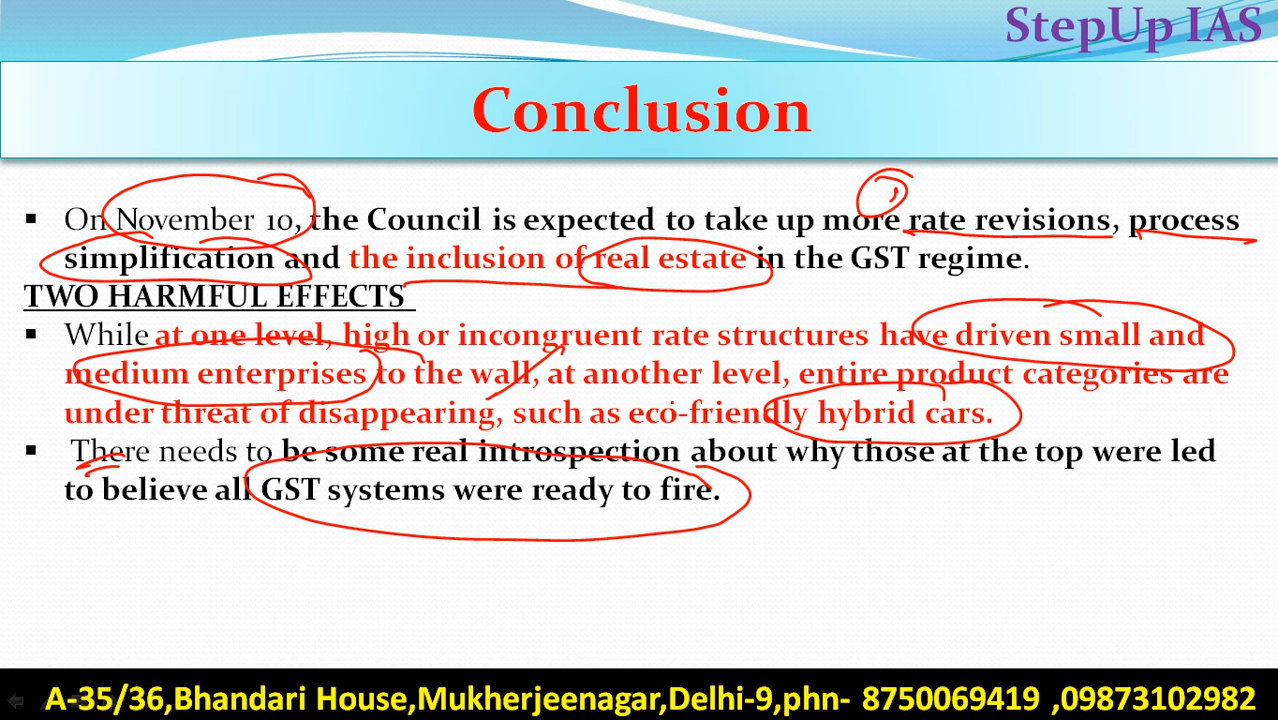 StepUp IAS
Conclusion
▪ On November 10, the Council is expected to take up more rate revisions, process
simplification and the inclusion of real estate in the GST regime.
TWO HARMFUL EFFECTS
▪ While at one level, high or incongruent rate structures have driven small and
medium enterprises to the wall, at another level, entire product categories are
under threat of disappearing, such as eco-friendly hybrid cars.
▪ There needs to be some real introspection about why those at the top were led
to believe all GST systems were ready to fire.
A-35/36,Bhandari House,Mukherjeenagar,Delhi-9,phn- 8750069419 ,09873102982